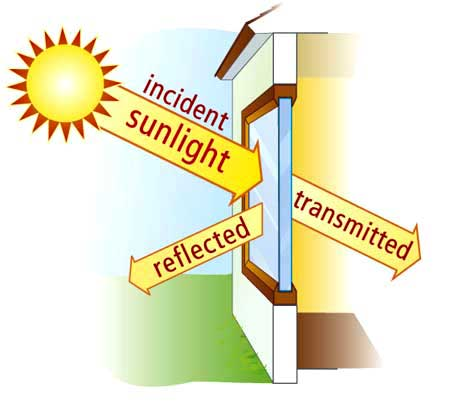 incident
sunlight
reflected
transmitted